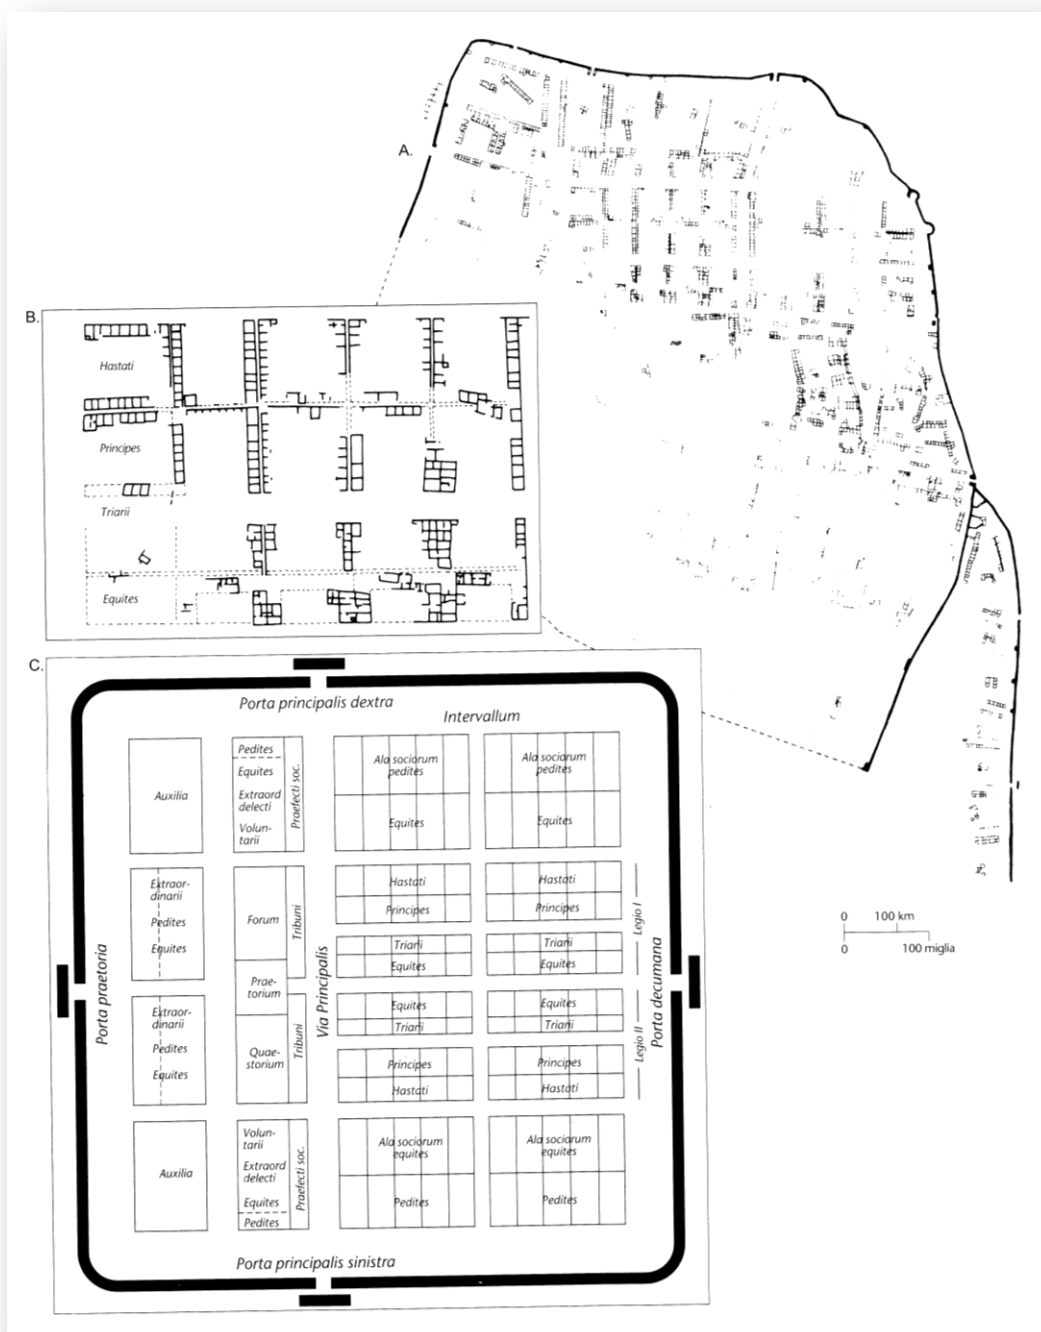 A.
B.
Hastati
Principes
Triarii
Equites
0 100 km
0 100 miglia
C.
Porta principalis dextra
Intervallum
Auxilia
Pedites
Equites
Extraord
delecti
Volun-
tarii
Praefecti soc.
Ala sociorum
pedites
Equites
Ala sociorum
pedites
Equites
Extraor-
dinarii
Pedites
Equites
Forum
Tribuni
Hastati
Principes
Hastati
Principes
Legio I
Triarii
Equites
Triarii
Equites
Porta praetoria
Prae-
torium
Via Principalis
Porta decumana
Extraor-
dinarii
Pedites
Equites
Quae-
storium
Tribuni
Equites
Triarii
Equites
Triarii
Legio II
Principes
Hastati
Principes
Hastati
Auxilia
Volun-
tarii
Extraord
delecti
Equites
Pedites
Praefecti soc.
Ala sociorum
equites
Pedites
Ala sociorum
equites
Pedites
Porta principalis sinistra